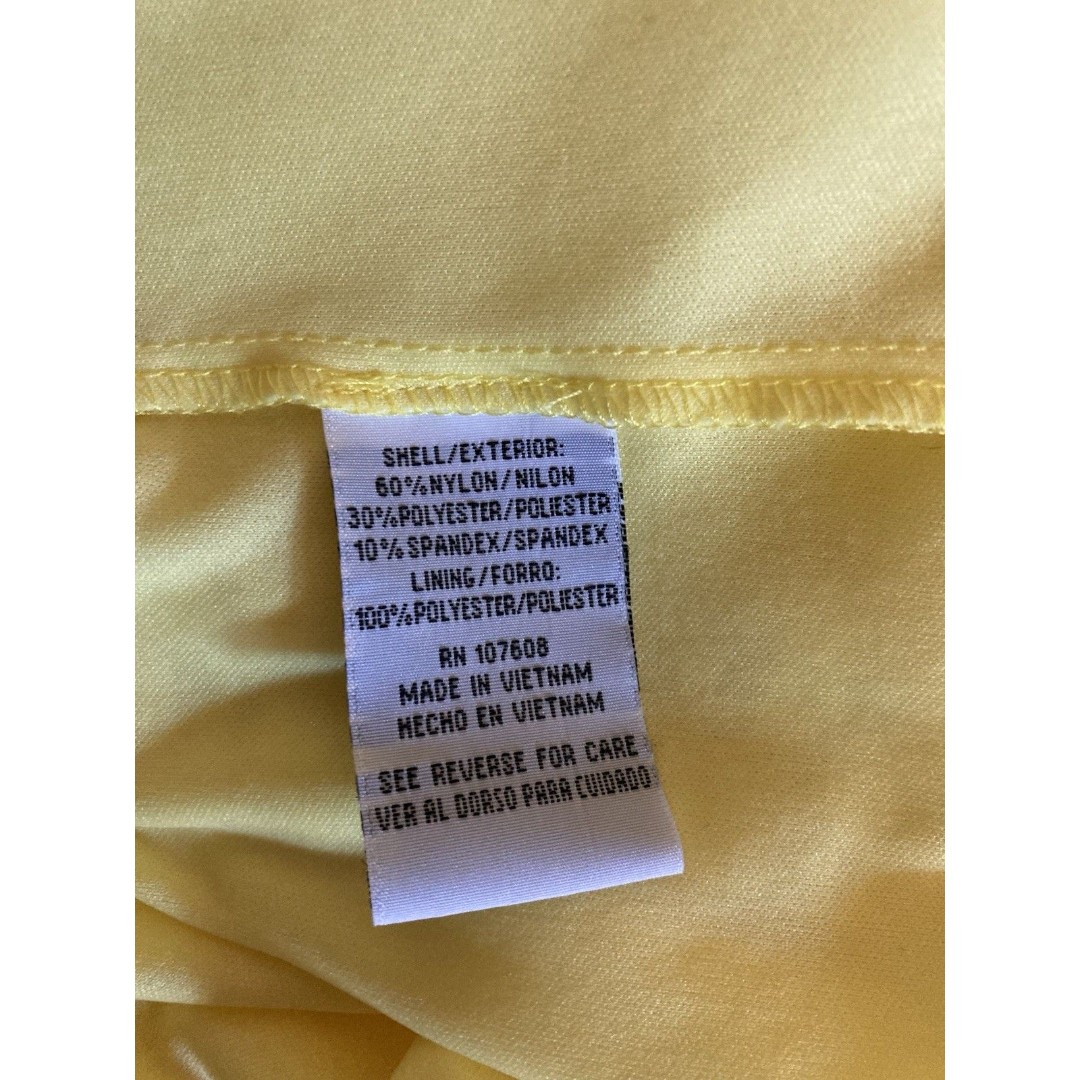 SHELL/EXTERIOR:
60%NYLON/NILON
30%POLYESTER/POLIESTER
10%SPANDEX/SPANDEX
LINING/FORRO:
100%POLYESTER/POLIESTER
RN 107608
MADE IN VIETNAM
HECHO EN VIETNAM
SEE REVERSE FOR CARE
VER AL DORSO PARA CUIDADO